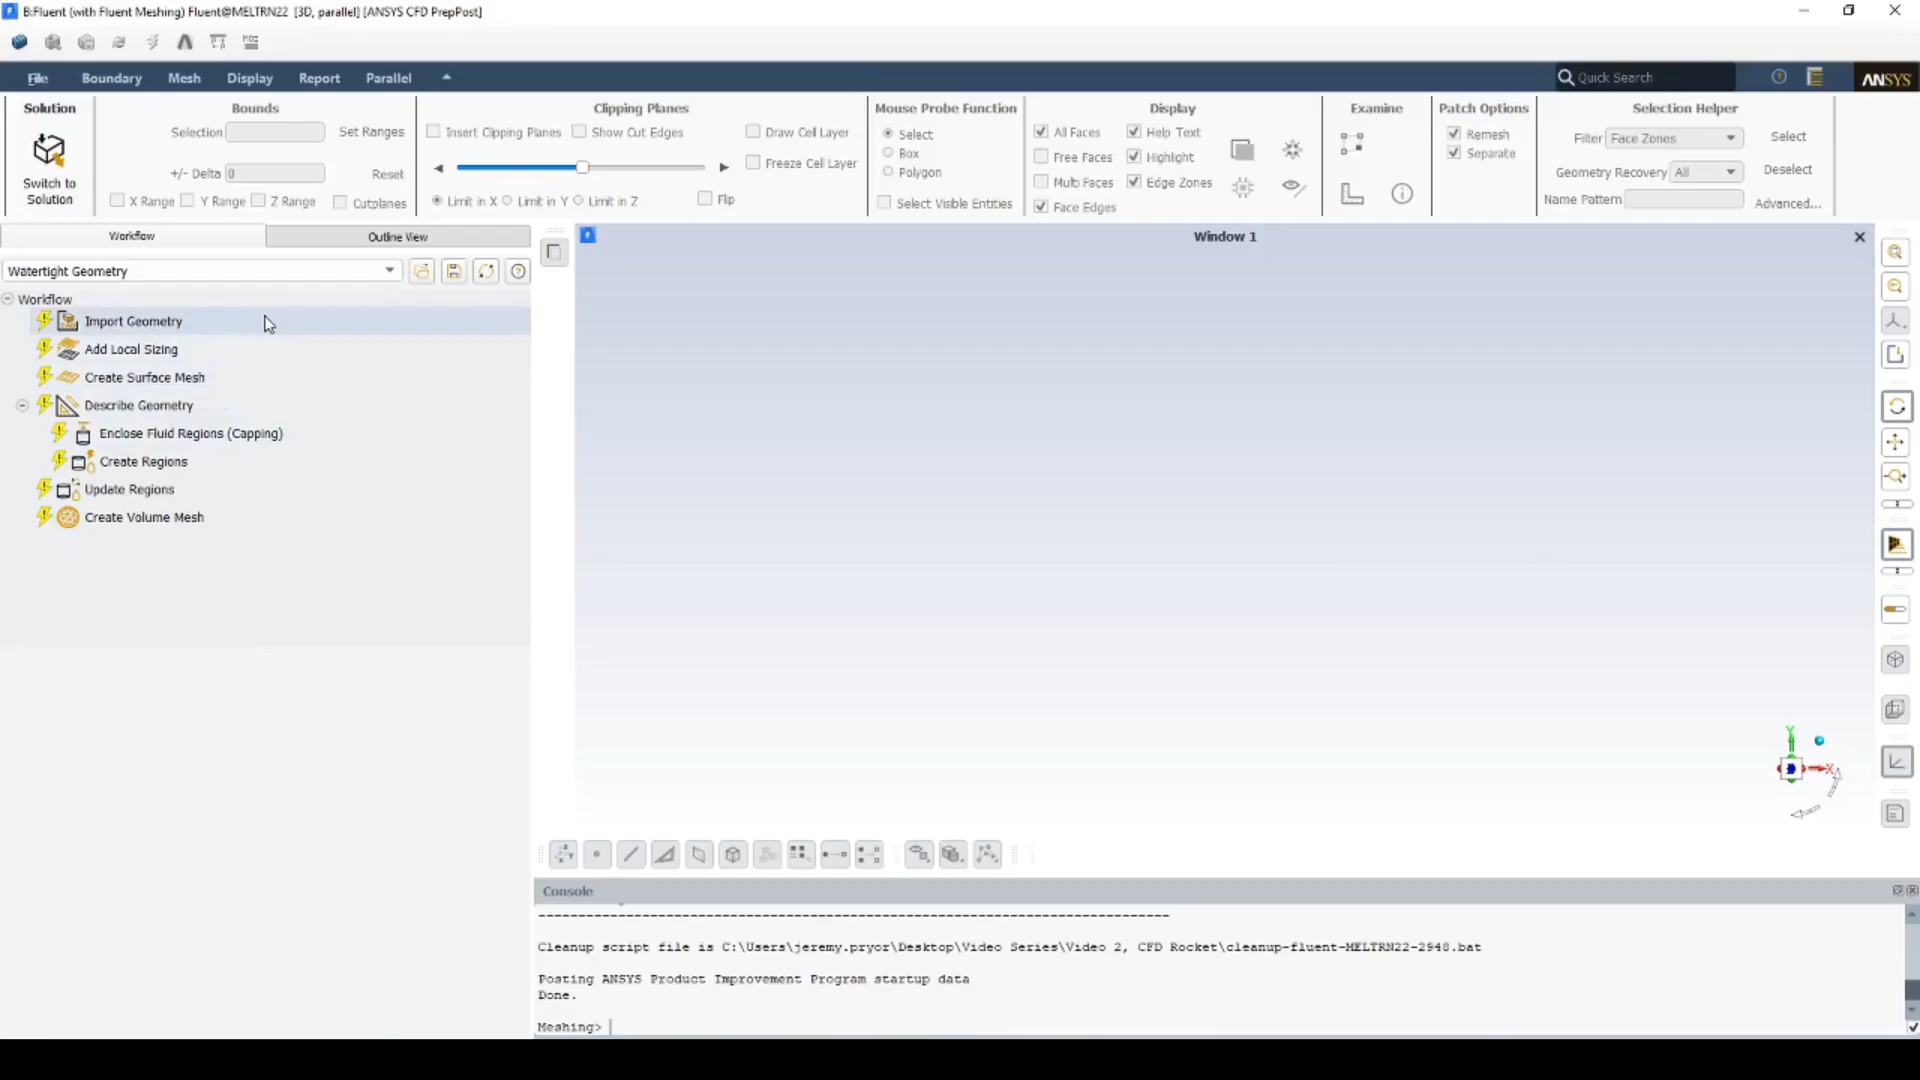 B:Fluent (with Fluent Meshing) Fluent@MELTRN22 [3D, parallel] [ANSYS CFD PrepPost]
File Boundary Mesh Display Report Parallel Quick Search ANSYS
Solution Bounds Clipping Planes Mouse Probe Function Display Examine Patch Options Selection Helper
Selection Set Ranges Insert Clipping Planes Show Cut Edges Draw Cell Layer Select All Faces Help Text Remesh Filter Face Zones Select
Box Free Faces Highlight Separate
+/- Delta 0 Reset Freeze Cell Layer Polygon Geometry Recovery All Deselect
Switch to Solution Multi Faces Edge Zones
X Range Y Range Z Range Cutplanes Limit in X Limit in Y Limit in Z Flip Select Visible Entities Face Edges Name Pattern Advanced...
Workflow Outline View Window 1
Watertight Geometry
Workflow
Import Geometry
Add Local Sizing
Create Surface Mesh
Describe Geometry
Enclose Fluid Regions (Capping)
Create Regions
Update Regions
Create Volume Mesh
Y
X
Console
--------------------------------------------------------------------------------
Cleanup script file is C:\Users\jeremy.pryor\Desktop\Video Series\Video 2, CFD Rocket\cleanup-fluent-MELTRN22-2948.bat
Posting ANSYS Product Improvement Program startup data
Done.
Meshing>